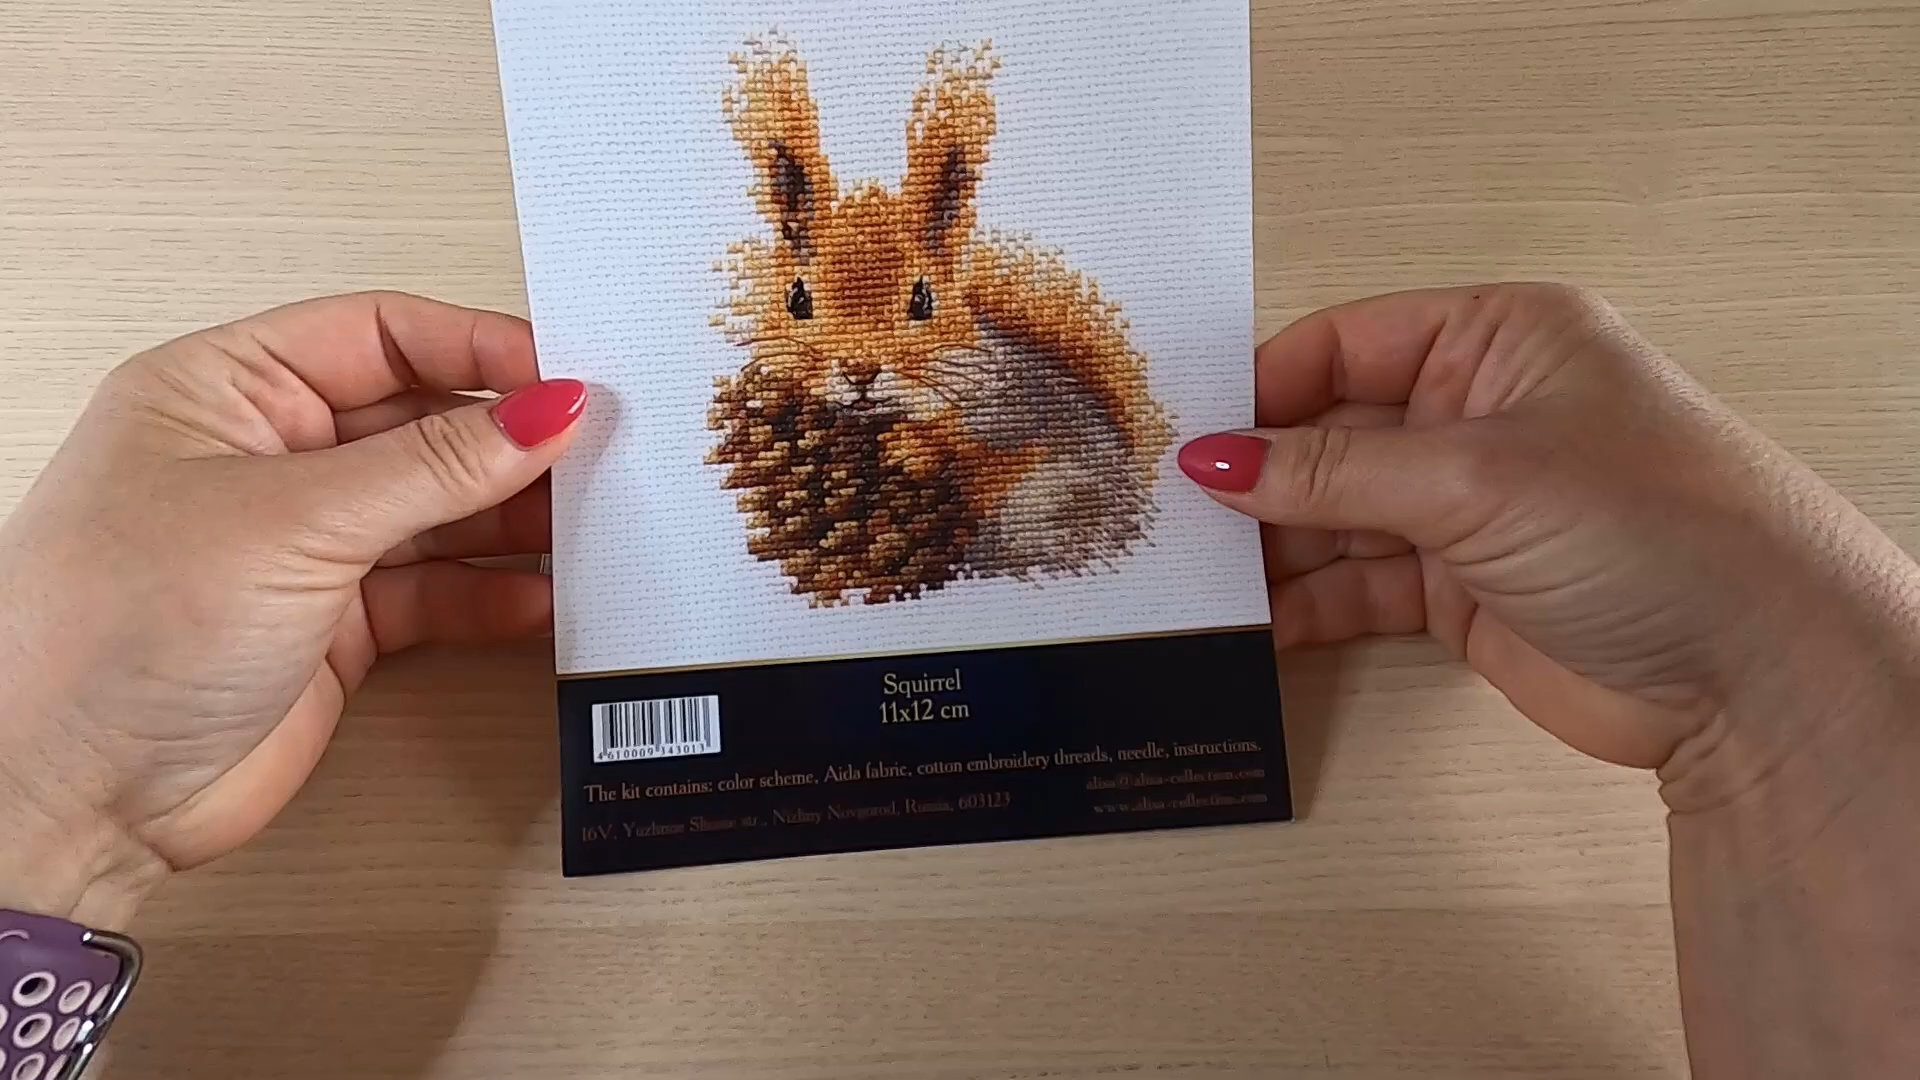 Squirrel
11x12 cm
4610009343013
The kit contains: color scheme, Aida fabric, cotton embroidery threads, needle, instructions.
alisa@alisa-collection.com
16V, Yuzhnoe Shosse str., Nizhny Novgorod, Russia, 603123
www.alisa-collection.com